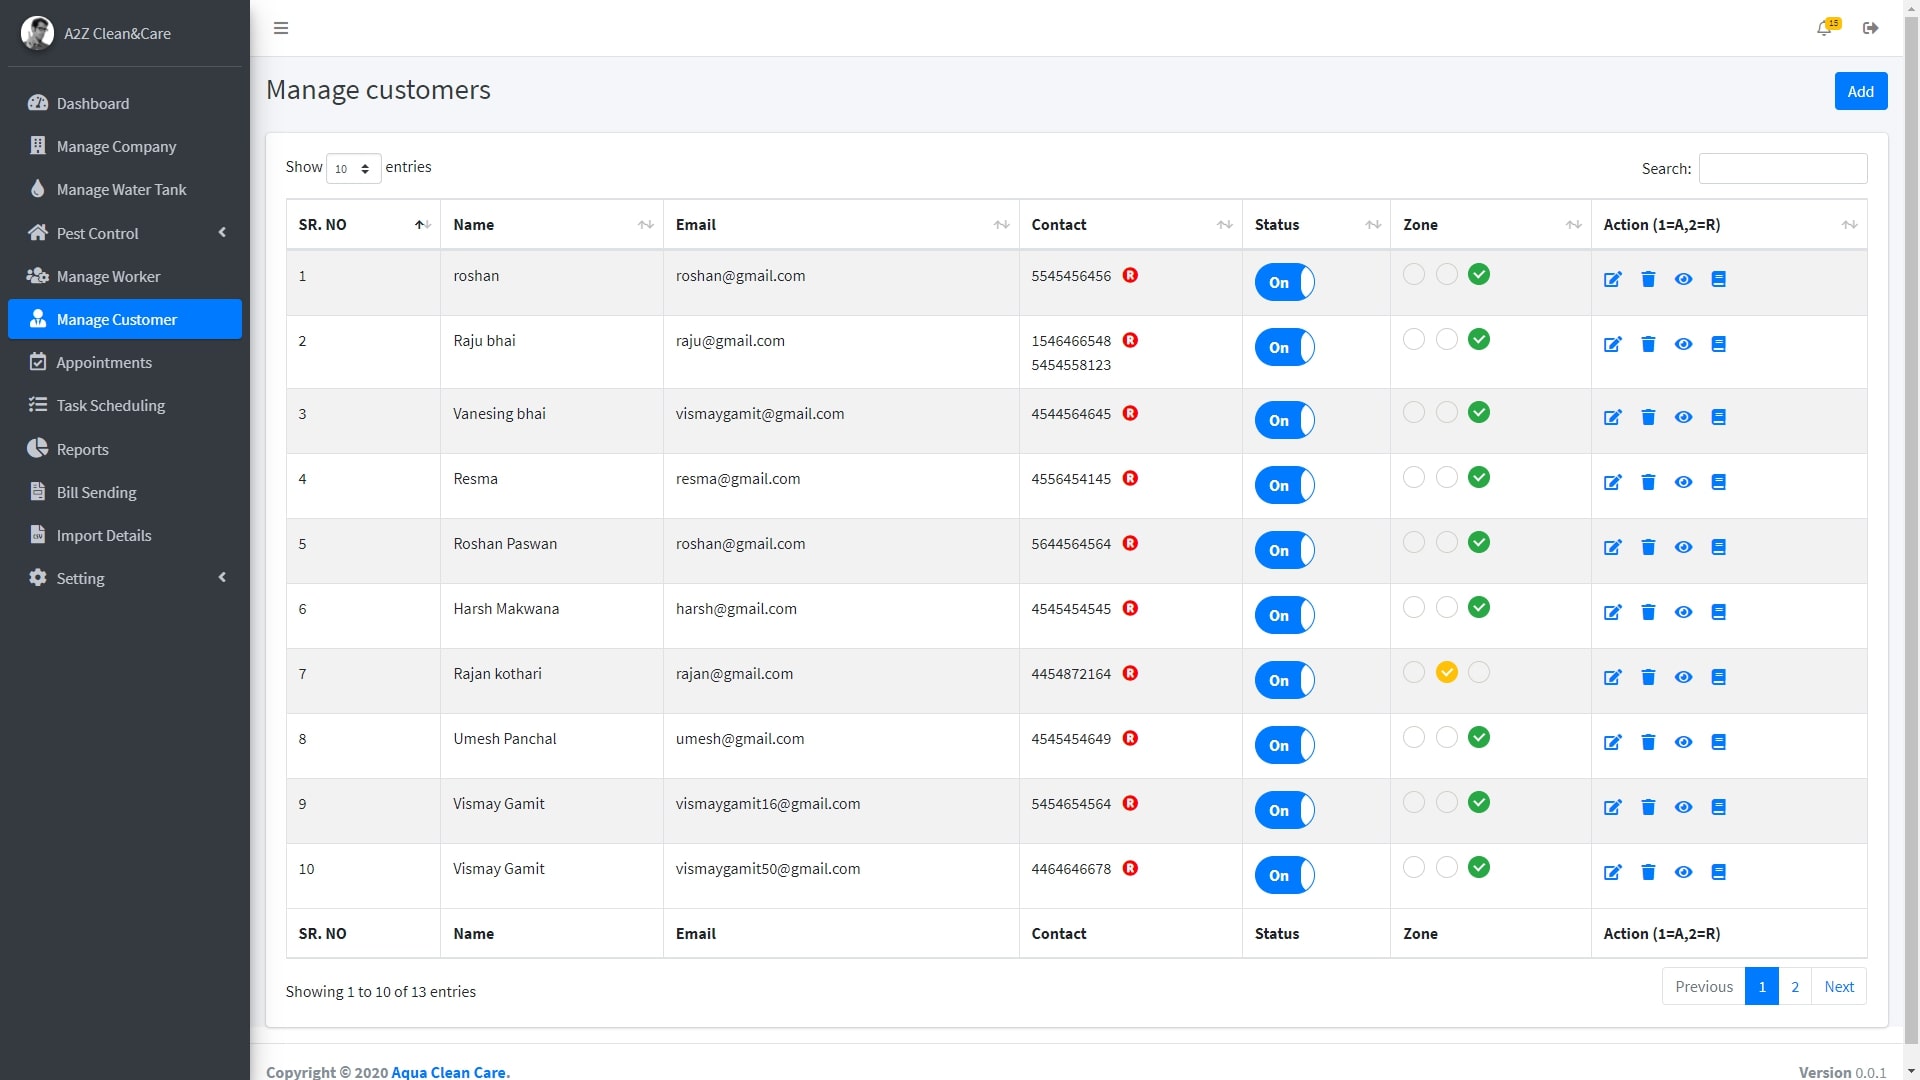 A2Z Clean&Care
15
Dashboard
Manage Company
Manage Water Tank
Pest Control
Manage Worker
Manage Customer
Appointments
Task Scheduling
Reports
Bill Sending
Import Details
Setting
Manage customers
Add
Show 10 entries
Search:
SR. NO Name Email Contact Status Zone Action (1=A,2=R)
1 roshan roshan@gmail.com 5545456456 R On
2 Raju bhai raju@gmail.com 1546466548 R On
5454558123
3 Vanesing bhai vismaygamit@gmail.com 4544564645 R On
4 Resma resma@gmail.com 4556454145 R On
5 Roshan Paswan roshan@gmail.com 5644564564 R On
6 Harsh Makwana harsh@gmail.com 4545454545 R On
7 Rajan kothari rajan@gmail.com 4454872164 R On
8 Umesh Panchal umesh@gmail.com 4545454649 R On
9 Vismay Gamit vismaygamit16@gmail.com 5454654564 R On
10 Vismay Gamit vismaygamit50@gmail.com 4464646678 R On
SR. NO Name Email Contact Status Zone Action (1=A,2=R)
Showing 1 to 10 of 13 entries
Previous 1 2 Next
Copyright © 2020 Aqua Clean Care.
Version 0.0.1